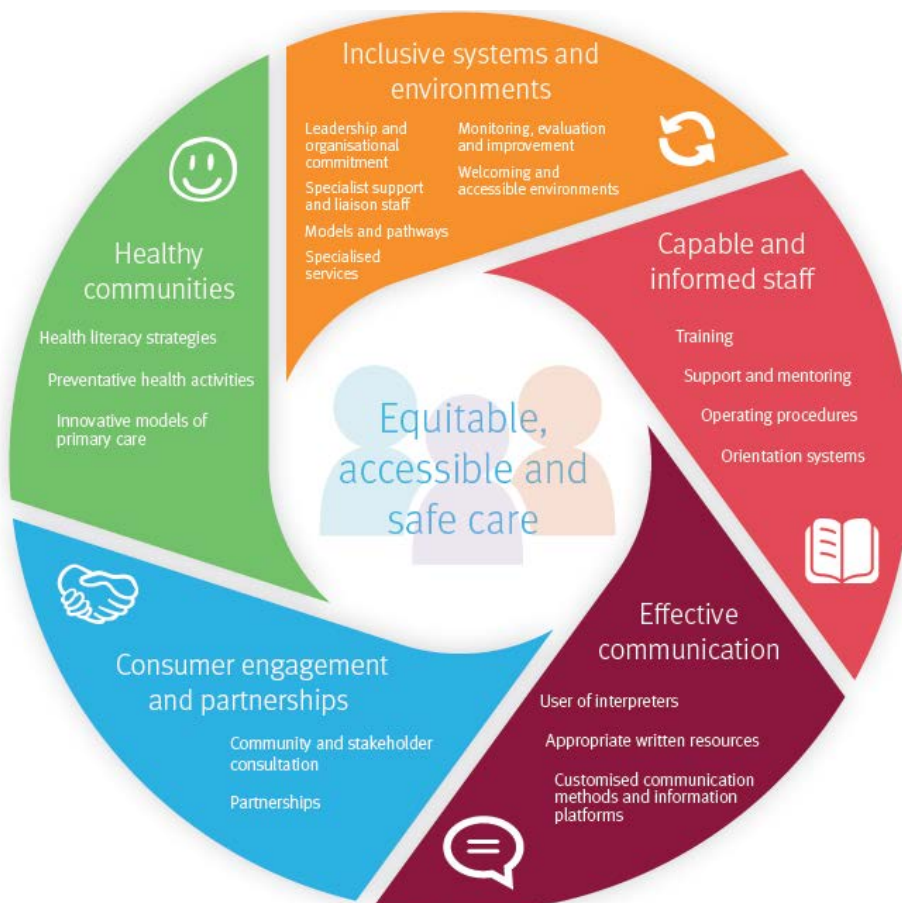 Inclusive systems and
environments
Leadership and
organisational
commitment
Specialist support
and liaison staff
Models and pathways
Specialised
services
Monitoring, evaluation
and improvement
Welcoming and
accessible environments
Capable and
informed staff
Training
Support and mentoring
Operating procedures
Orientation systems
Effective
communication
User of interpreters
Appropriate written resources
Customised communication
methods and information
platforms
Consumer engagement
and partnerships
Community and stakeholder
consultation
Partnerships
Healthy
communities
Health literacy strategies
Preventative health activities
Innovative models of
primary care
Equitable,
accessible and
safe care